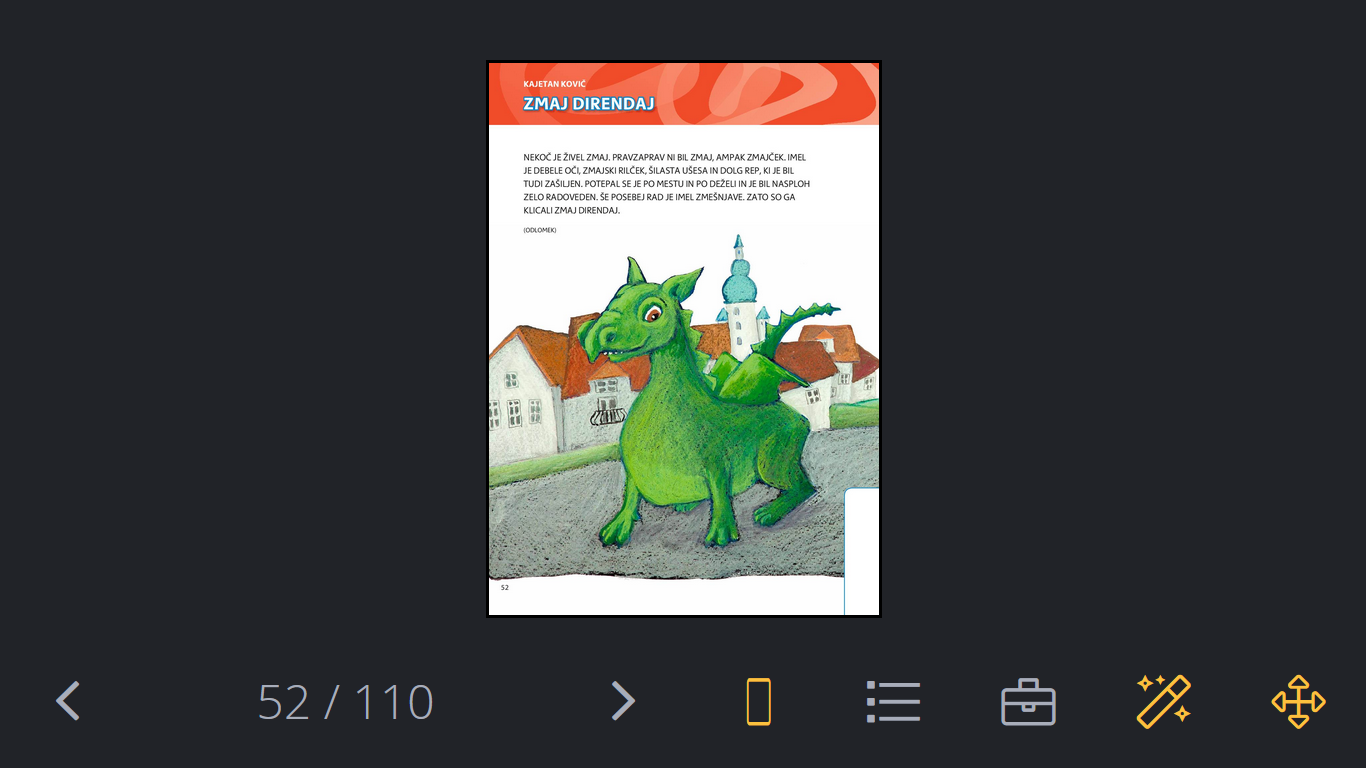 KAJETAN KOVIČ
ZMAJ DIRENDAJ
NEKOČ JE ŽIVEL ZMAJ. PRAVZAPRAV NI BIL ZMAJ, AMPAK ZMAJČEK. IMEL
JE DEBELE OČI, ZMAJSKI RILČEK, ŠILASTA UŠESA IN DOLG REP, KI JE BIL
TUDI ZAŠILJEN. POTEPAL SE JE PO MESTU IN PO DEŽELI IN JE BIL NASPLOH
ZELO RADOVEDEN. ŠE POSEBEJ RAD JE IMEL ZMEŠNJAVE. ZATO SO GA
KLICALI ZMAJ DIRENDAJ.
(ODLOMEK)
52
52 / 110